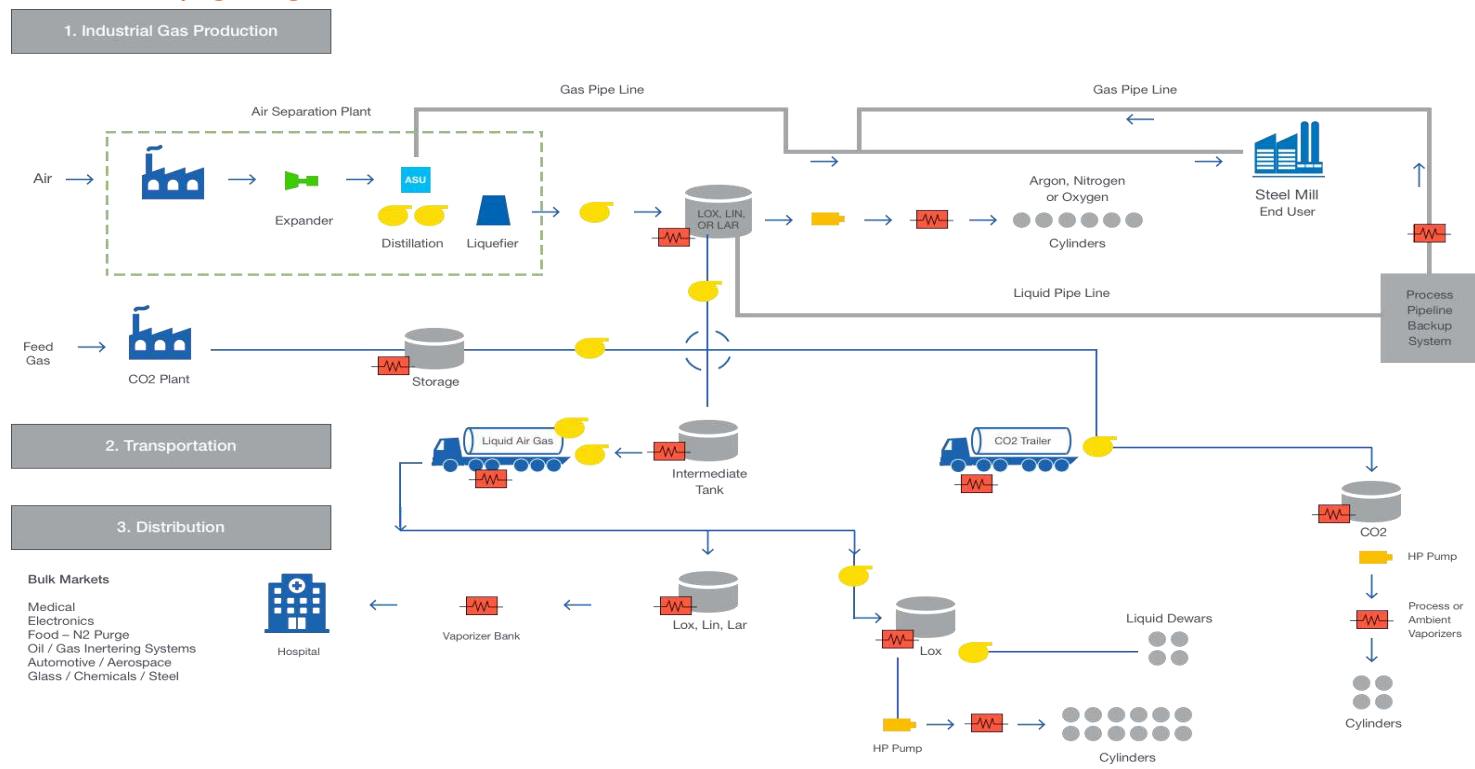 1. Industrial Gas Production
Gas Pipe Line
Gas Pipe Line
Air Separation Plant
Air
ASU
Expander
Distillation
Liquefier
LOX, LIN,
OR LAR
Argon, Nitrogen
or Oxygen
Cylinders
Steel Mill
End User
Liquid Pipe Line
Process
Pipeline
Backup
System
Feed
Gas
CO2 Plant
Storage
2. Transportation
Liquid Air Gas
Intermediate
Tank
CO2 Trailer
CO2
HP Pump
Process or
Ambient
Vaporizers
Cylinders
3. Distribution
Bulk Markets
Medical
Electronics
Food – N2 Purge
Oil / Gas Inertering Systems
Automotive / Aerospace
Glass / Chemicals / Steel
Hospital
Vaporizer Bank
Lox, Lin, Lar
Lox
Liquid Dewars
HP Pump
Cylinders